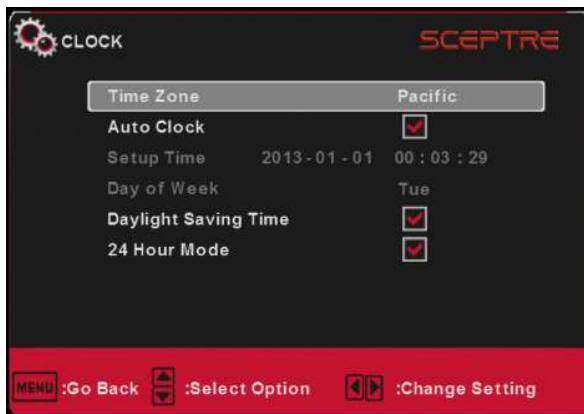 CLOCK SCEPTRE
Time Zone Pacific
Auto Clock
Setup Time 2013-01-01 00:03:29
Day of Week Tue
Daylight Saving Time
24 Hour Mode
MENU :Go Back :Select Option :Change Setting